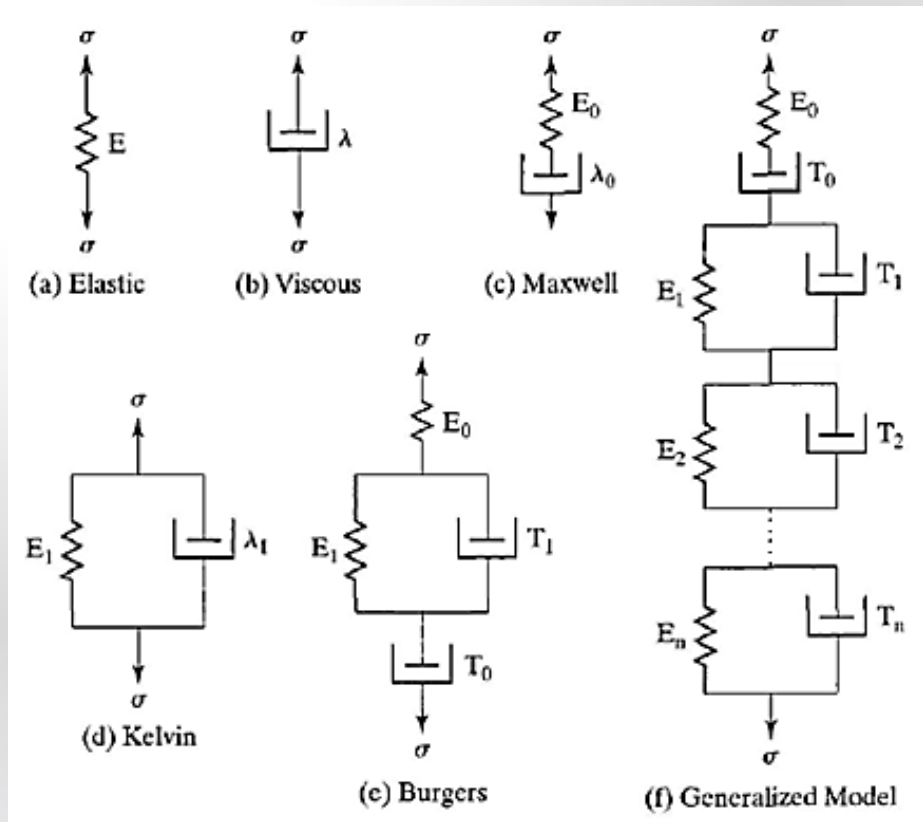 σ
E
σ
(a) Elastic
σ
λ
σ
(b) Viscous
σ
E₀
λ₀
(c) Maxwell
σ
E₁
λ₁
σ
(d) Kelvin
σ
E₀
E₁
T₁
T₀
σ
(e) Burgers
σ
E₀
T₀
E₁
T₁
E₂
T₂
Eₙ
Tₙ
σ
(f) Generalized Model